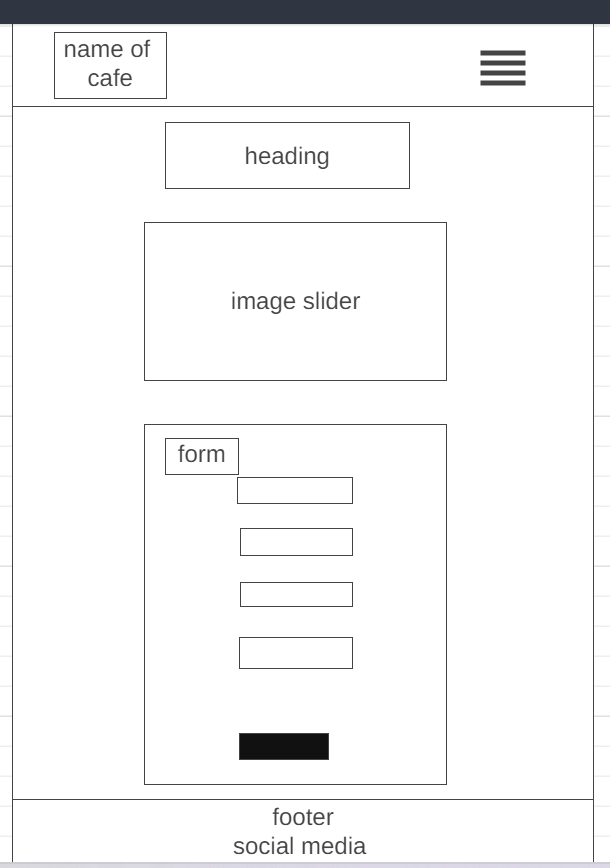 name of
cafe
heading
image slider
form
footer
social media